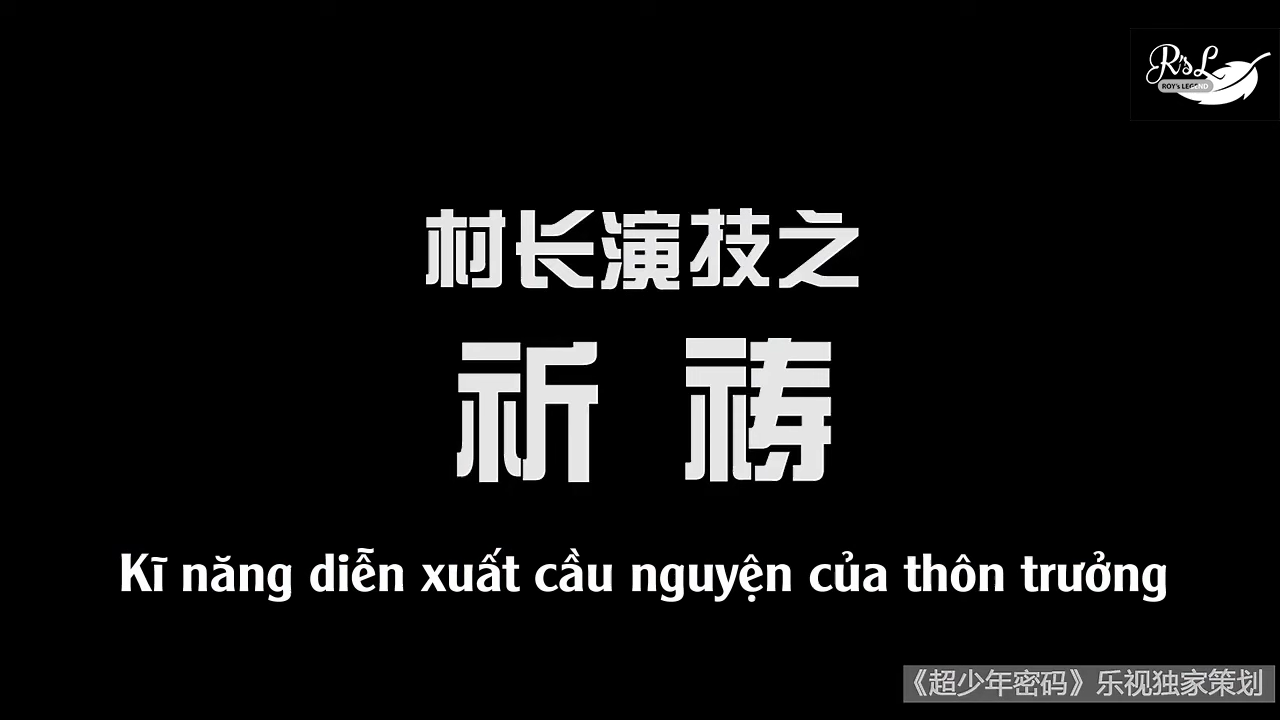 R's L
ROY's LEGEND
村长演技之
祈祷
Kĩ năng diễn xuất cầu nguyện của thôn trưởng
《超少年密码》乐视独家策划